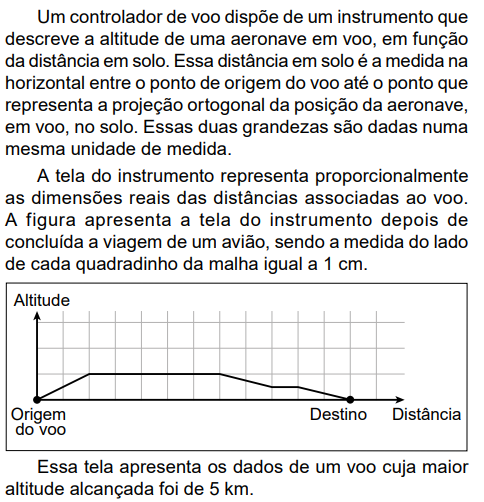 Um controlador de voo dispõe de um instrumento que
descreve a altitude de uma aeronave em voo, em função
da distância em solo. Essa distância em solo é a medida na
horizontal entre o ponto de origem do voo até o ponto que
representa a projeção ortogonal da posição da aeronave,
em voo, no solo. Essas duas grandezas são dadas numa
mesma unidade de medida.
A tela do instrumento representa proporcionalmente
as dimensões reais das distâncias associadas ao voo.
A figura apresenta a tela do instrumento depois de
concluída a viagem de um avião, sendo a medida do lado
de cada quadradinho da malha igual a 1 cm.
Altitude
Origem
do voo
Destino
Distância
Essa tela apresenta os dados de um voo cuja maior
altitude alcançada foi de 5 km.